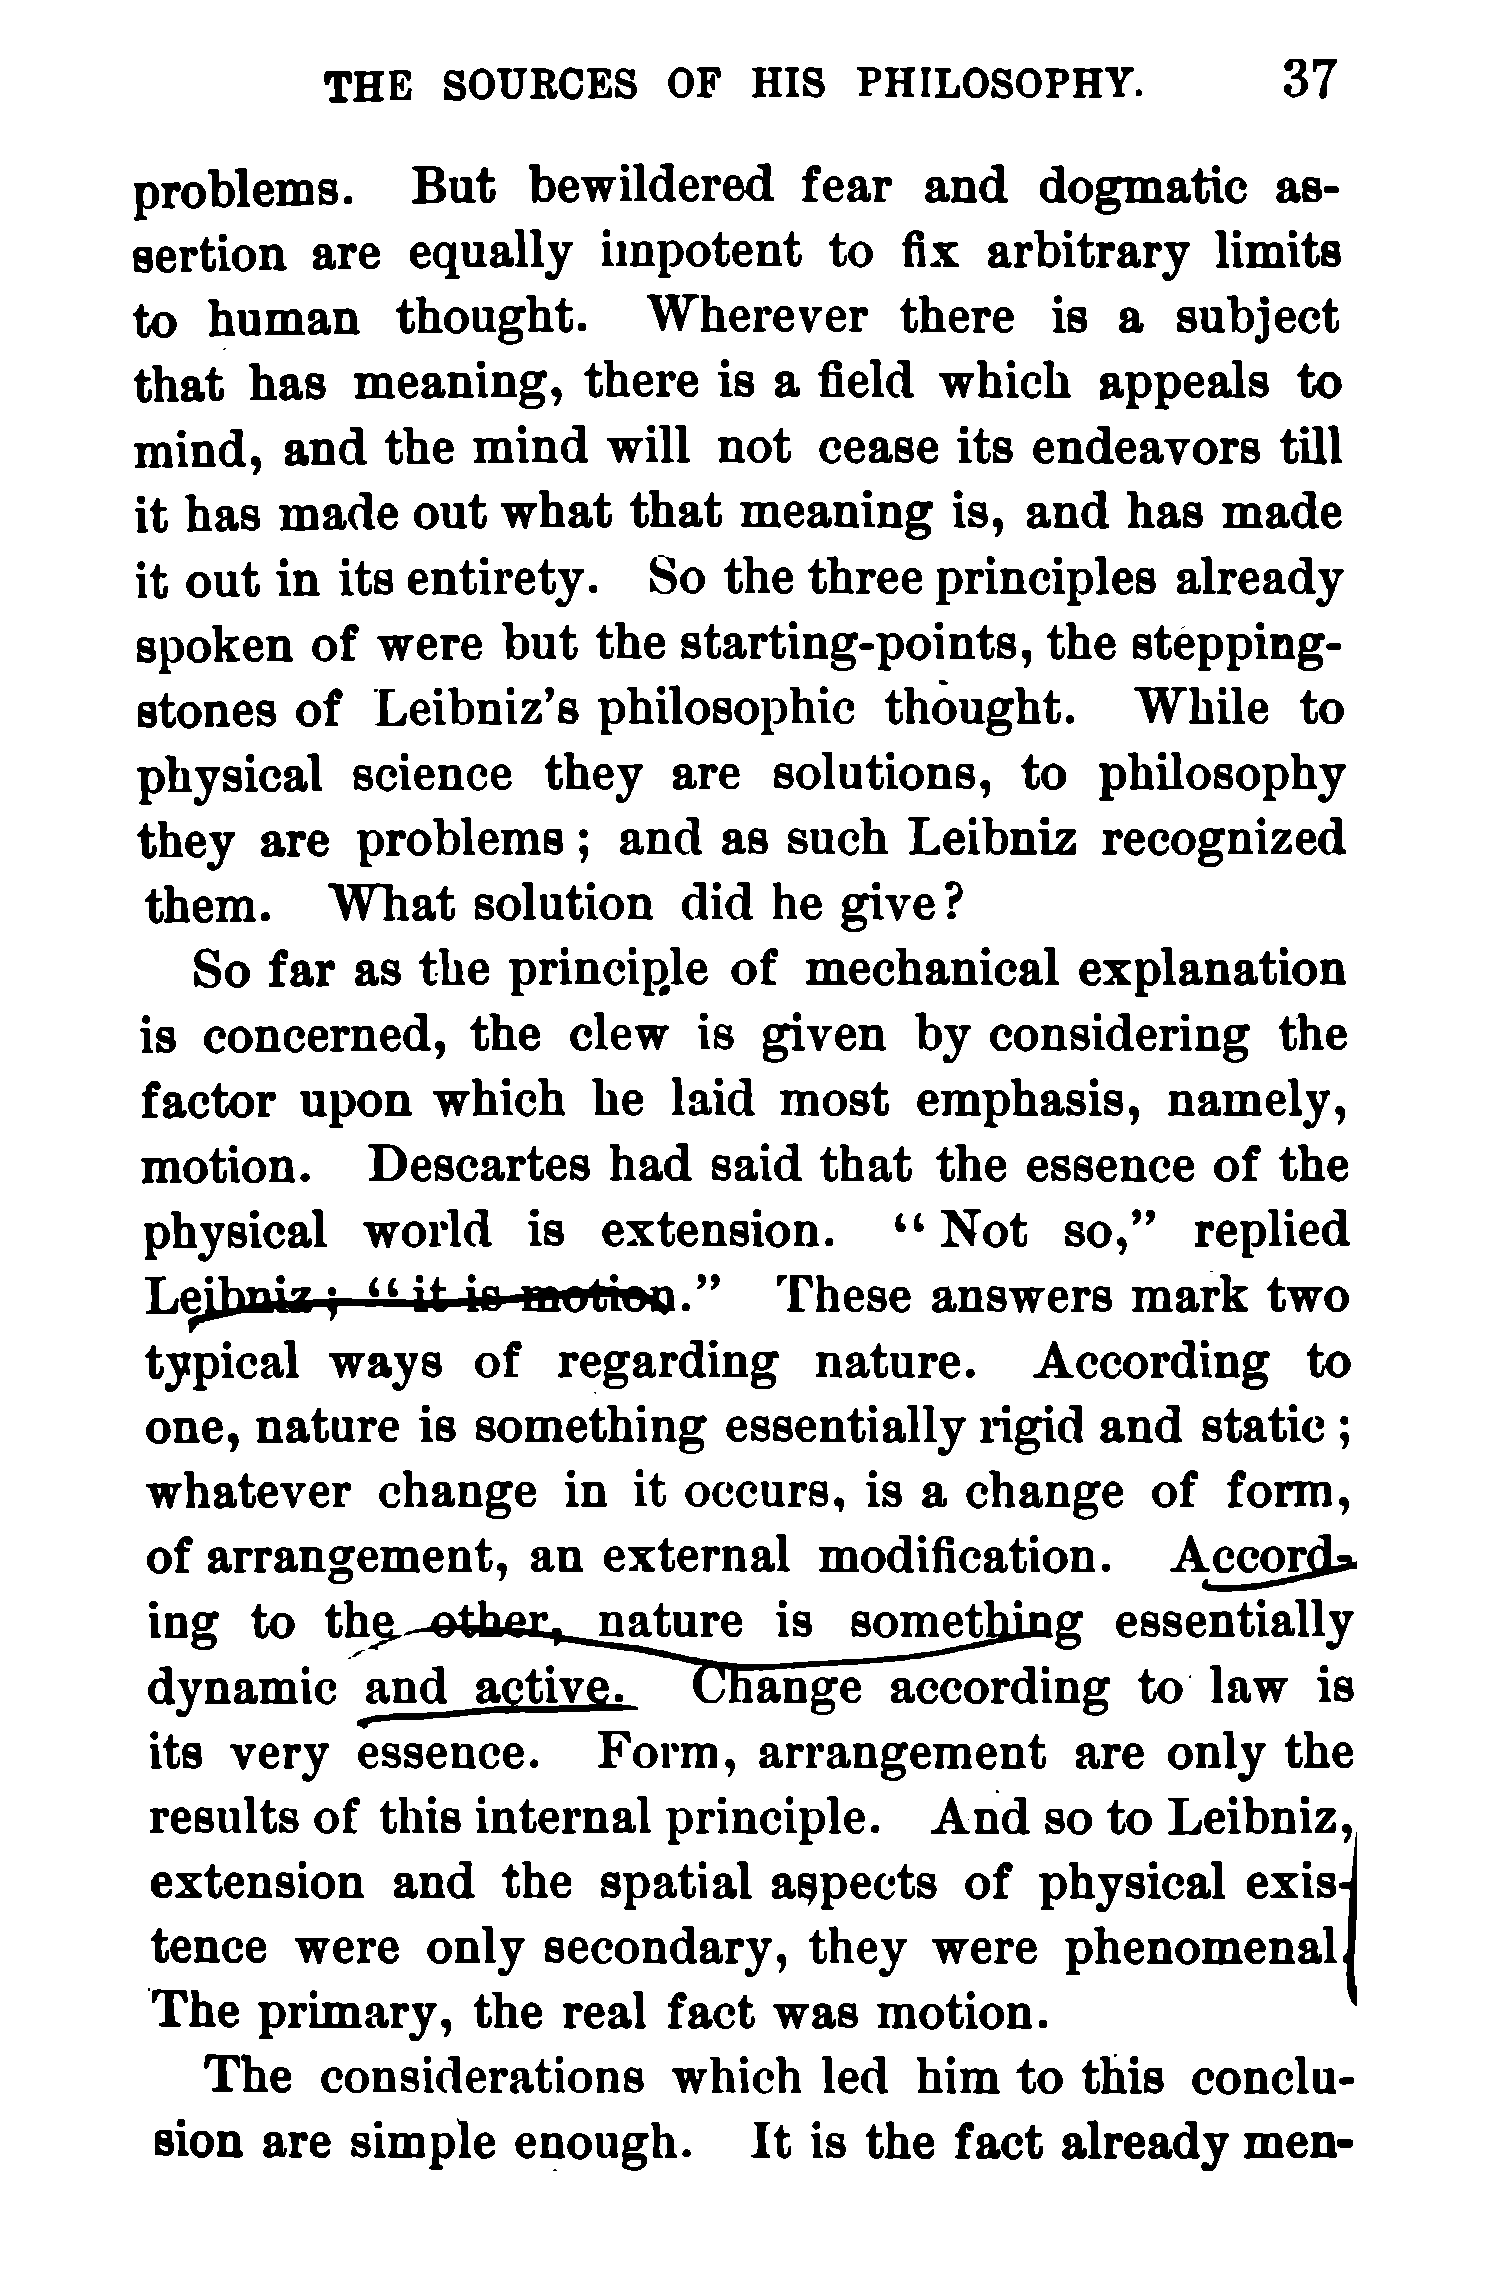 THE SOURCES OF HIS PHILOSOPHY. 37
problems. But bewildered fear and dogmatic as-
sertion are equally impotent to fix arbitrary limits
to human thought. Wherever there is a subject
that has meaning, there is a field which appeals to
mind, and the mind will not cease its endeavors till
it has made out what that meaning is, and has made
it out in its entirety. So the three principles already
spoken of were but the starting-points, the stepping-
stones of Leibniz's philosophic thought. While to
physical science they are solutions, to philosophy
they are problems ; and as such Leibniz recognized
them. What solution did he give?
So far as the principle of mechanical explanation
is concerned, the clew is given by considering the
factor upon which he laid most emphasis, namely,
motion. Descartes had said that the essence of the
physical world is extension. “ Not so,” replied
Leibniz ; “ it is motion.” These answers mark two
typical ways of regarding nature. According to
one, nature is something essentially rigid and static ;
whatever change in it occurs, is a change of form,
of arrangement, an external modification. Accord-
ing to the other, nature is something essentially
dynamic and active. Change according to law is
its very essence. Form, arrangement are only the
results of this internal principle. And so to Leibniz,
extension and the spatial aspects of physical exis-
tence were only secondary, they were phenomenal.
The primary, the real fact was motion.
The considerations which led him to this conclu-
sion are simple enough. It is the fact already men-